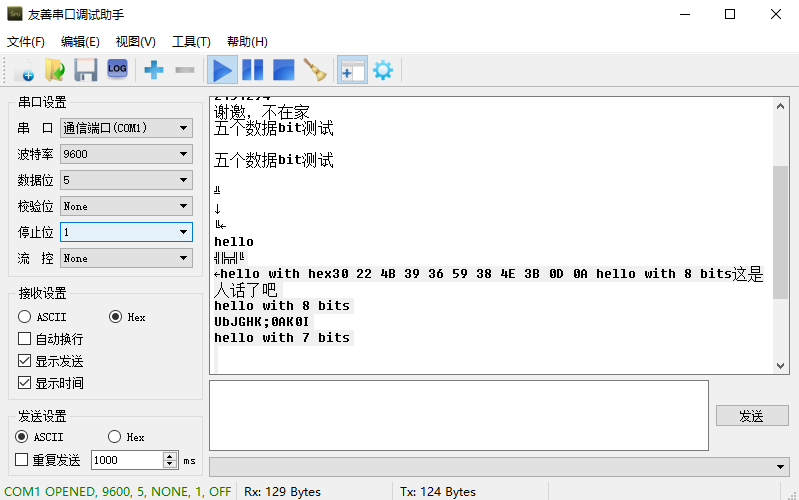 友善串口调试助手
文件(F) 编辑(E) 视图(V) 工具(T) 帮助(H)
LOG
串口设置
串 口 通信端口(COM1)
波特率 9600
数据位 5
校验位 None
停止位 1
流 控 None
接收设置
ASCII Hex
自动换行
显示发送
显示时间
发送设置
ASCII Hex
重复发送 1000 ms
谢邀，不在家
五个数据bit测试
五个数据bit测试
╩
↓
╚←
hello
╣╠╬╣╚
←hello with hex30 22 4B 39 36 59 38 4E 3B 0D 0A hello with 8 bits这是
人话了吧
hello with 8 bits
UbJGHK;0AK0I
hello with 7 bits
发送
COM1 OPENED, 9600, 5, NONE, 1, OFF Rx: 129 Bytes Tx: 124 Bytes